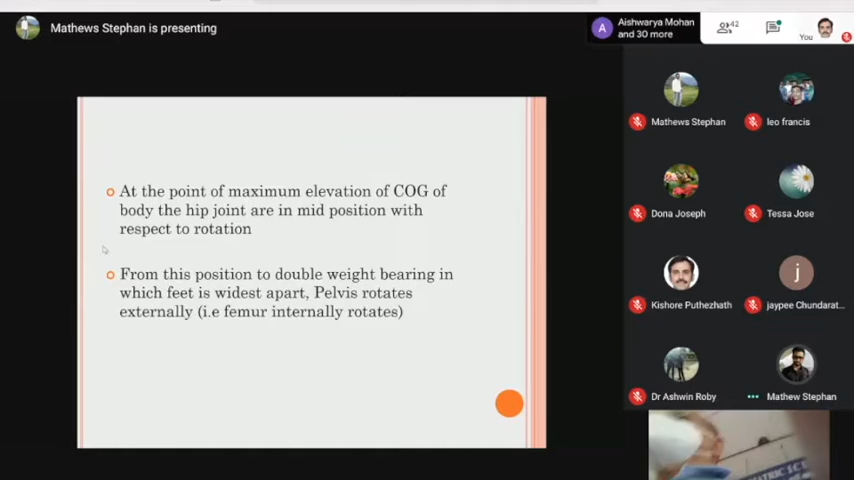 Mathews Stephan is presenting
Aishwarya Mohan
and 30 more
42
You
A
At the point of maximum elevation of COG of
body the hip joint are in mid position with
respect to rotation
From this position to double weight bearing in
which feet is widest apart, Pelvis rotates
externally (i.e femur internally rotates)
Mathews Stephan
leo francis
Dona Joseph
Tessa Jose
j
Kishore Puthezhath
jaypee Chundarat...
Dr Ashwin Roby
Mathew Stephan